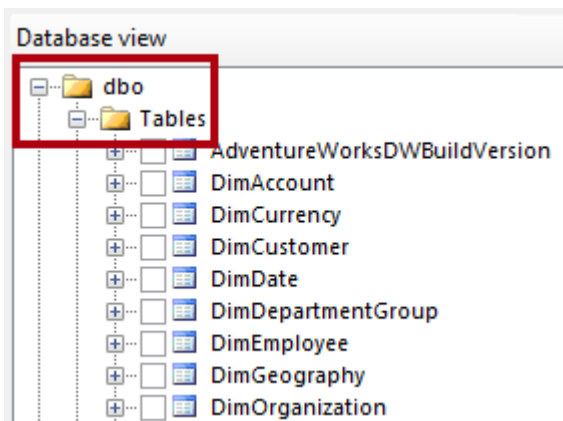 Database view
dbo
Tables
AdventureWorksDWBuildVersion
DimAccount
DimCurrency
DimCustomer
DimDate
DimDepartmentGroup
DimEmployee
DimGeography
DimOrganization